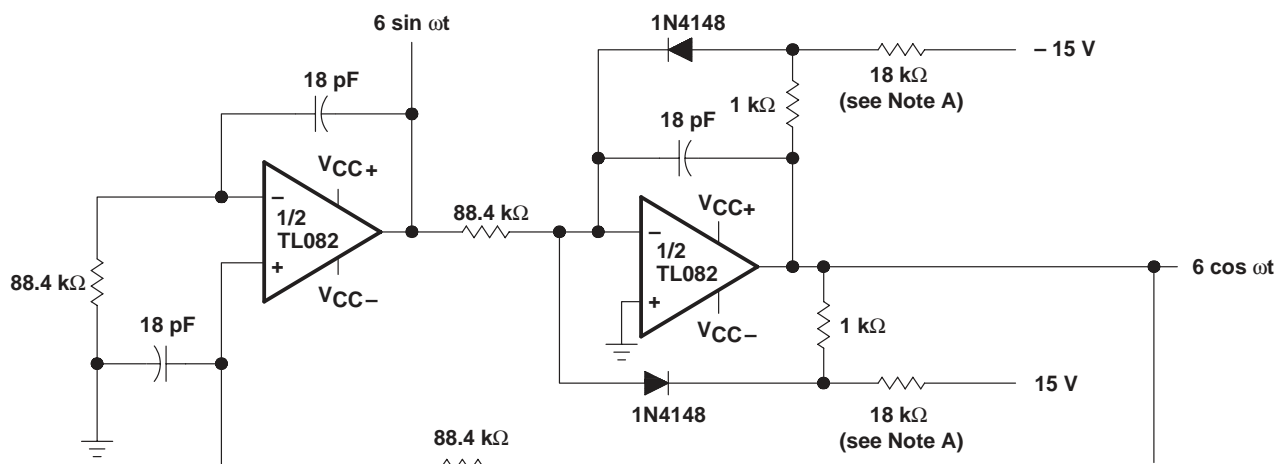 6 sin ωt
1N4148
– 15 V
18 pF
18 kΩ
(see Note A)
1 kΩ
18 pF
VCC+
–
1/2
TL082
+
VCC–
88.4 kΩ
88.4 kΩ
VCC+
–
1/2
TL082
+
VCC–
6 cos ωt
18 pF
1 kΩ
15 V
1N4148
18 kΩ
(see Note A)
88.4 kΩ